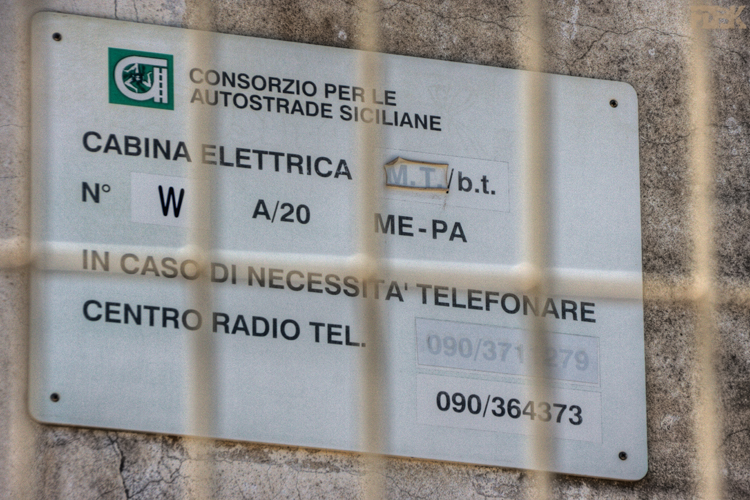 CONSORZIO PER LE
AUTOSTRADE SICILIANE
CABINA ELETTRICA M.T./b.t.
N° W A/20 ME-PA
IN CASO DI NECESSITA' TELEFONARE
CENTRO RADIO TEL.
090/364373